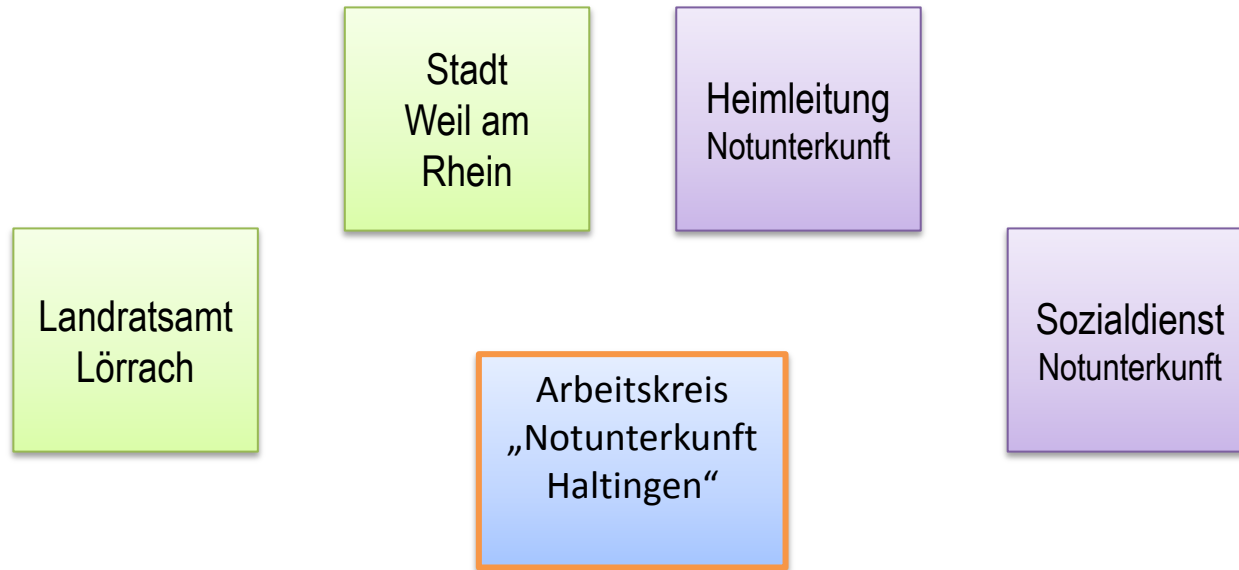 Stadt
Weil am
Rhein
Heimleitung
Notunterkunft
Landratsamt
Lörrach
Sozialdienst
Notunterkunft
Arbeitskreis
„Notunterkunft
Haltingen“